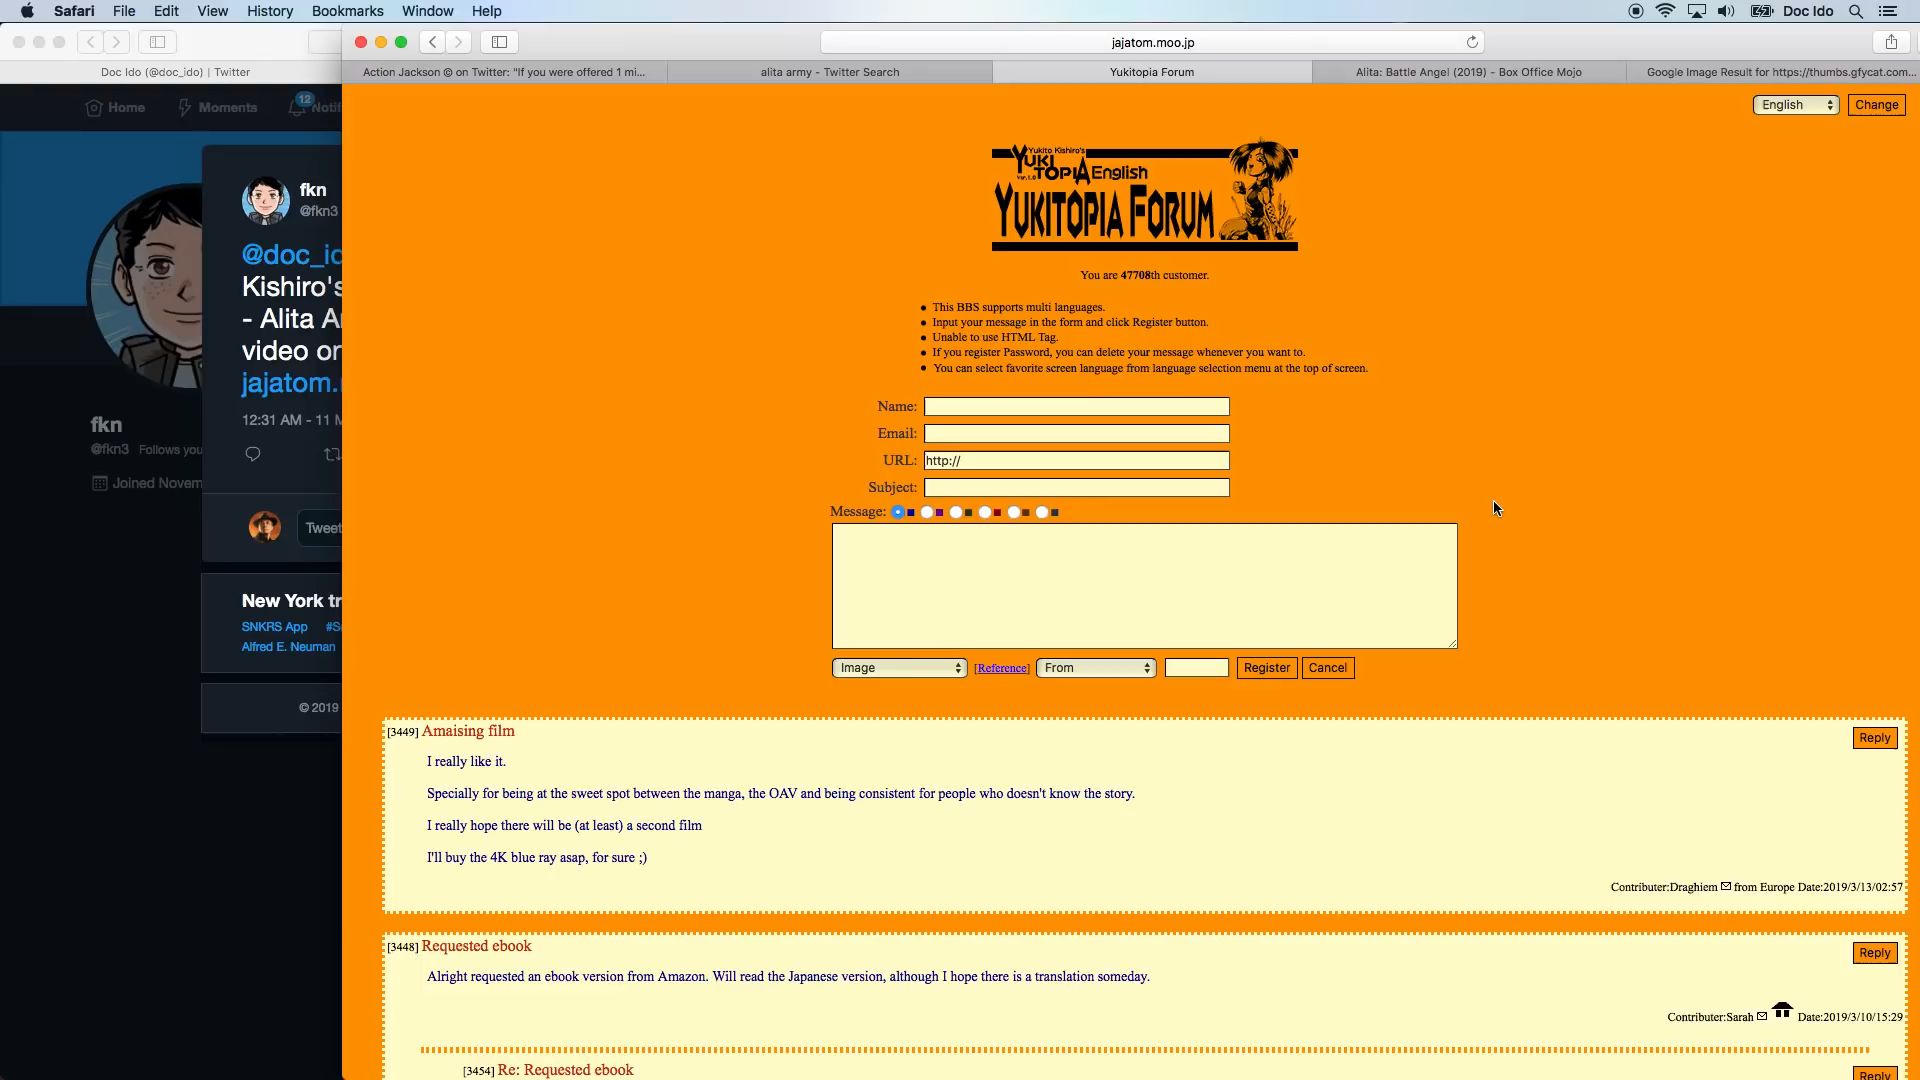 Safari File Edit View History Bookmarks Window Help Doc Ido
jajatom.moo.jp
Doc Ido (@doc_ido) | Twitter
Action Jackson © on Twitter: "If you were offered 1 mi...
alita army - Twitter Search
Yukitopia Forum
Alita: Battle Angel (2019) - Box Office Mojo
Google Image Result for https://thumbs.gfycat.com...
Home Moments 12 Notif
English Change
fkn
@fkn3
@doc_id
Kishiro's
- Alita A
video or
jajatom.
12:31 AM - 11 M
fkn
@fkn3 Follows you
Joined Novem
Tweet
New York tr
SNKRS App
Alfred E. Neuman
© 2019
Yukito Kishiro's
YUKITOPIA English
Ver.1.0
YUKITOPIA FORUM
You are 47708th customer.
This BBS supports multi languages.
Input your message in the form and click Register button.
Unable to use HTML Tag.
If you register Password, you can delete your message whenever you want to.
You can select favorite screen language from language selection menu at the top of screen.
Name:
Email:
URL: http://
Subject:
Message:
Image [Reference] From Register Cancel
[3449] Amaising film
Reply
I really like it.
Specially for being at the sweet spot between the manga, the OAV and being consistent for people who doesn't know the story.
I really hope there will be (at least) a second film
I'll buy the 4K blue ray asap, for sure ;)
Contributer:Draghiem from Europe Date:2019/3/13/02:57
[3448] Requested ebook
Reply
Alright requested an ebook version from Amazon. Will read the Japanese version, although I hope there is a translation someday.
Contributer:Sarah Date:2019/3/10/15:29
[3454] Re: Requested ebook
Reply